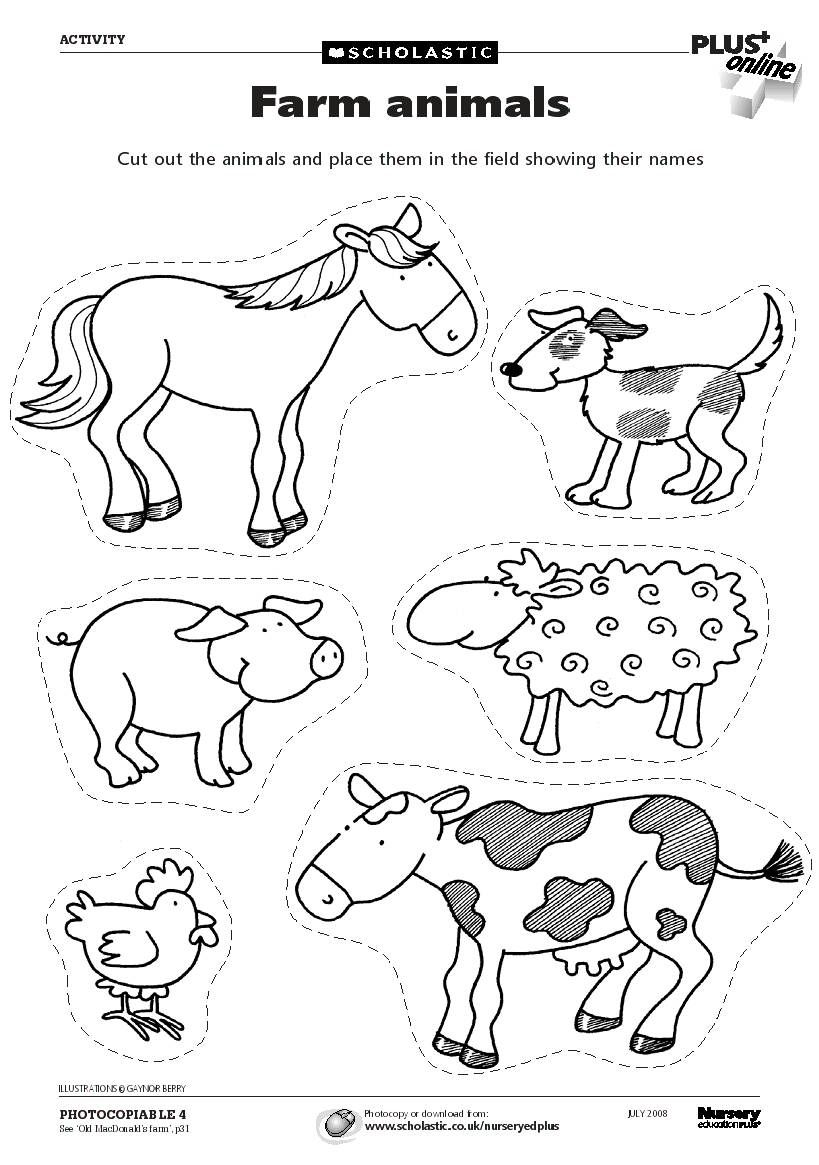 ACTIVITY
SCHOLASTIC
PLUS+
online
Farm animals
Cut out the animals and place them in the field showing their names
ILLUSTRATIONS © GAYNOR BERRY
PHOTOCOPIABLE 4
See 'Old MacDonald's farm', p31
Photocopy or download from:
www.scholastic.co.uk/nurseryedplus
JULY 2008
Nursery
educationPLUS+